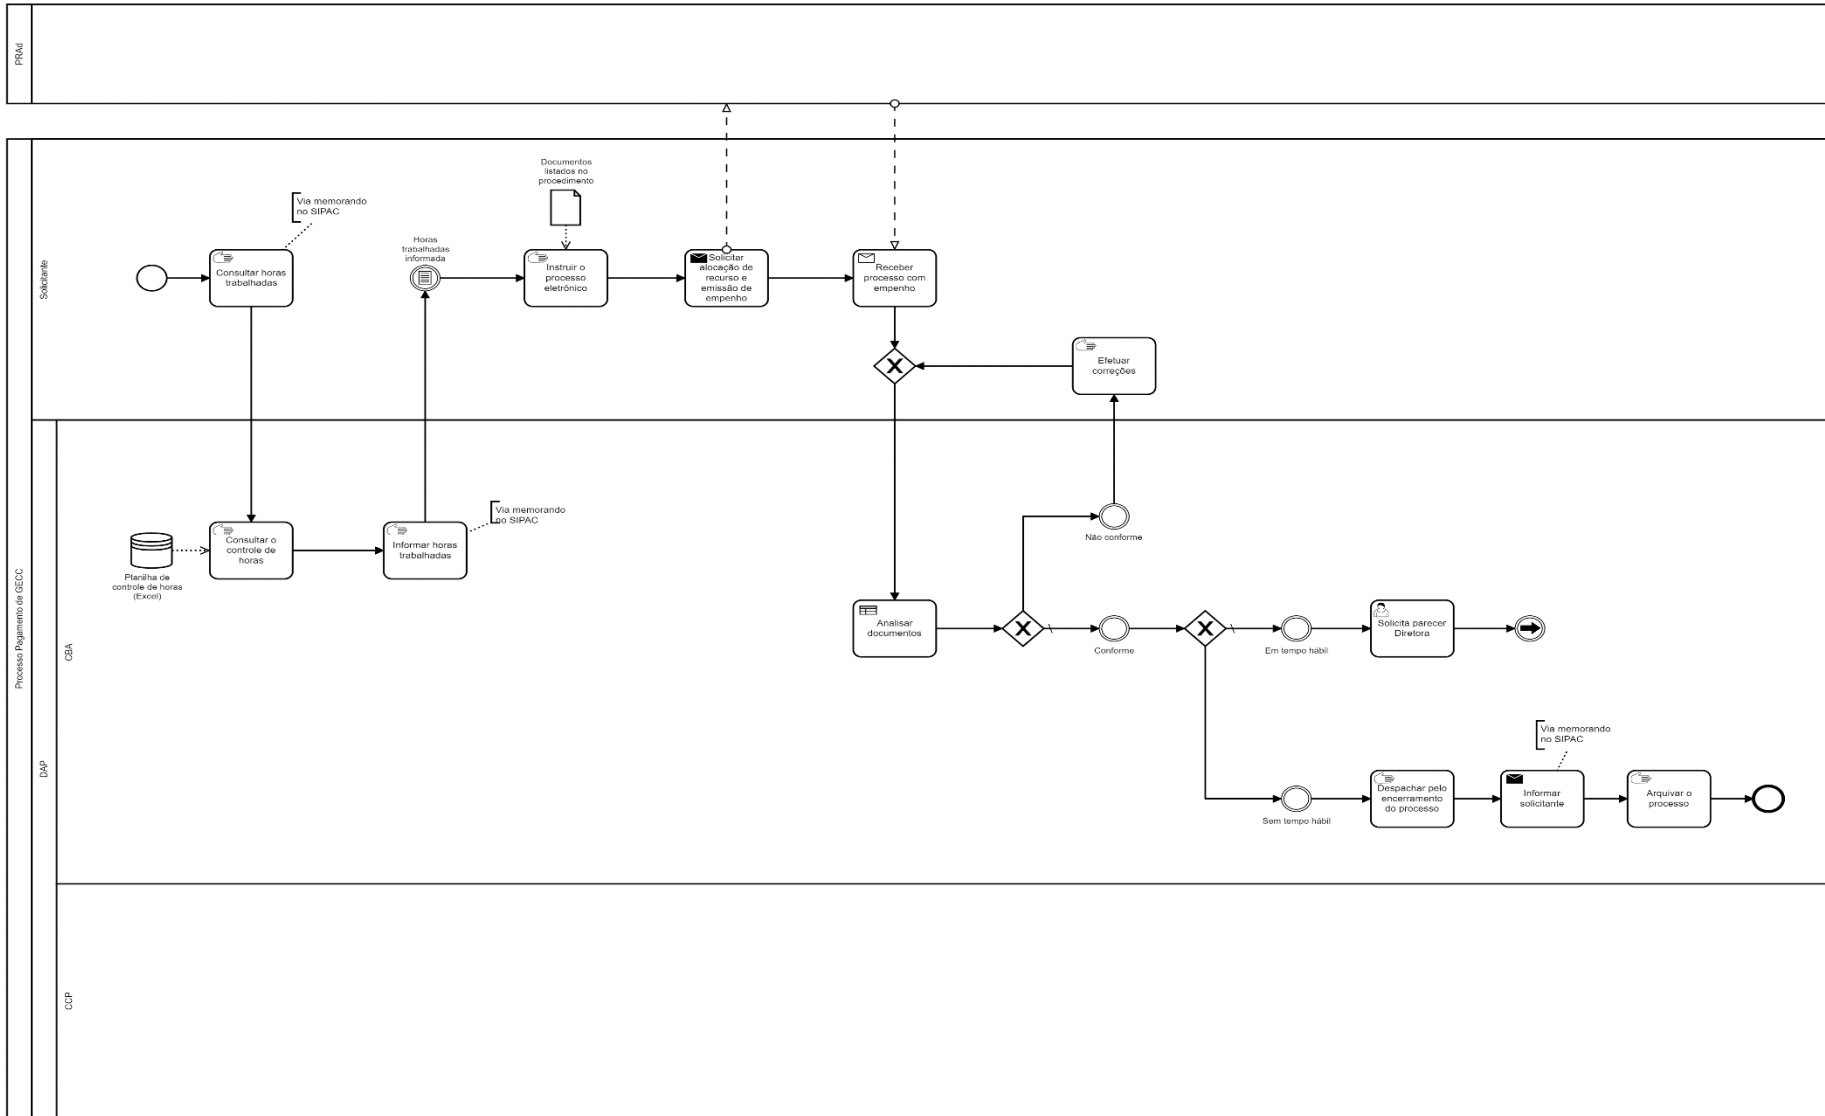 PRAd
Processo Pagamento de GECC
Solicitante
Via memorando
no SIPAC
Consultar horas
trabalhadas
Horas
trabalhadas
informada
Documentos
listados no
procedimento
Instruir o
processo
eletrônico
Solicitar
alocação de
recurso e
emissão de
empenho
Receber
processo com
empenho
Efetuar
correções
DAP
CBA
Planilha de
controle de horas
(Excel)
Consultar o
controle de
horas
Informar horas
trabalhadas
Via memorando
no SIPAC
Analisar
documentos
Não conforme
Conforme
Em tempo hábil
Solicita parecer
Diretora
Sem tempo hábil
Despachar pelo
encerramento
do processo
Via memorando
no SIPAC
Informar
solicitante
Arquivar o
processo
CCP